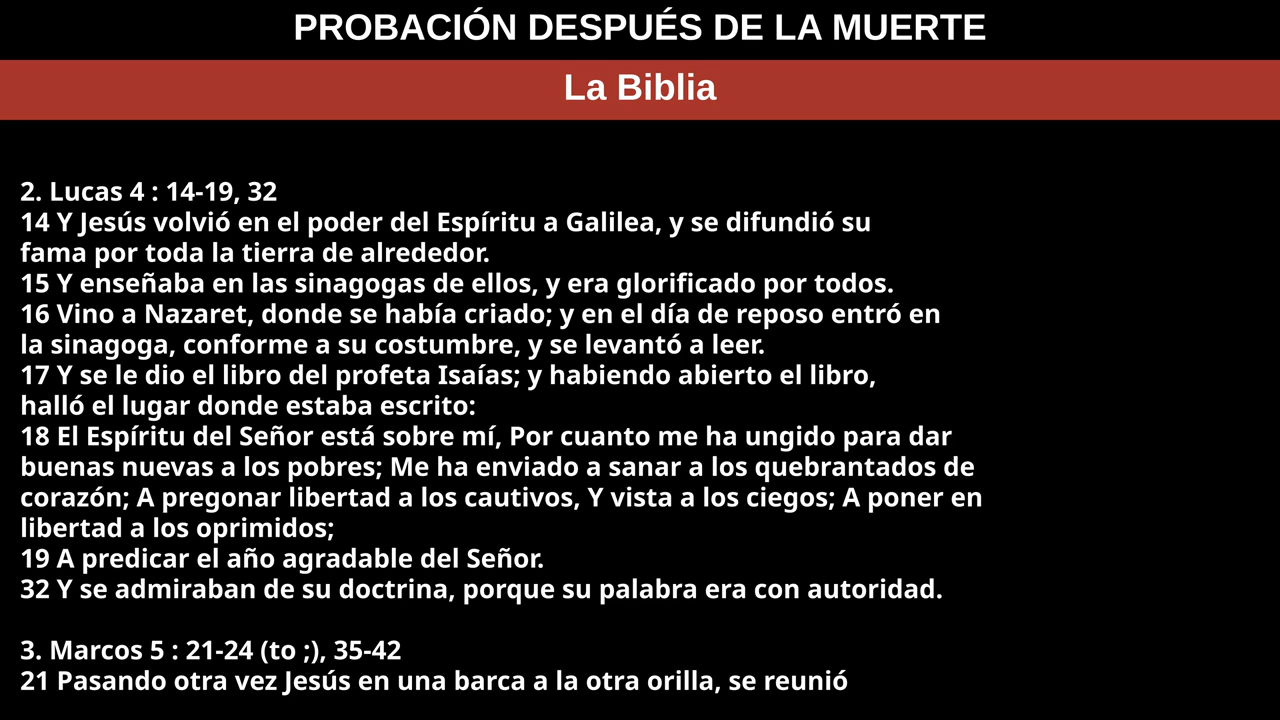 PROBACIÓN DESPUÉS DE LA MUERTE
La Biblia
2. Lucas 4 : 14-19, 32
14 Y Jesús volvió en el poder del Espíritu a Galilea, y se difundió su
fama por toda la tierra de alrededor.
15 Y enseñaba en las sinagogas de ellos, y era glorificado por todos.
16 Vino a Nazaret, donde se había criado; y en el día de reposo entró en
la sinagoga, conforme a su costumbre, y se levantó a leer.
17 Y se le dio el libro del profeta Isaías; y habiendo abierto el libro,
halló el lugar donde estaba escrito:
18 El Espíritu del Señor está sobre mí, Por cuanto me ha ungido para dar
buenas nuevas a los pobres; Me ha enviado a sanar a los quebrantados de
corazón; A pregonar libertad a los cautivos, Y vista a los ciegos; A poner en
libertad a los oprimidos;
19 A predicar el año agradable del Señor.
32 Y se admiraban de su doctrina, porque su palabra era con autoridad.
3. Marcos 5 : 21-24 (to ;), 35-42
21 Pasando otra vez Jesús en una barca a la otra orilla, se reunió